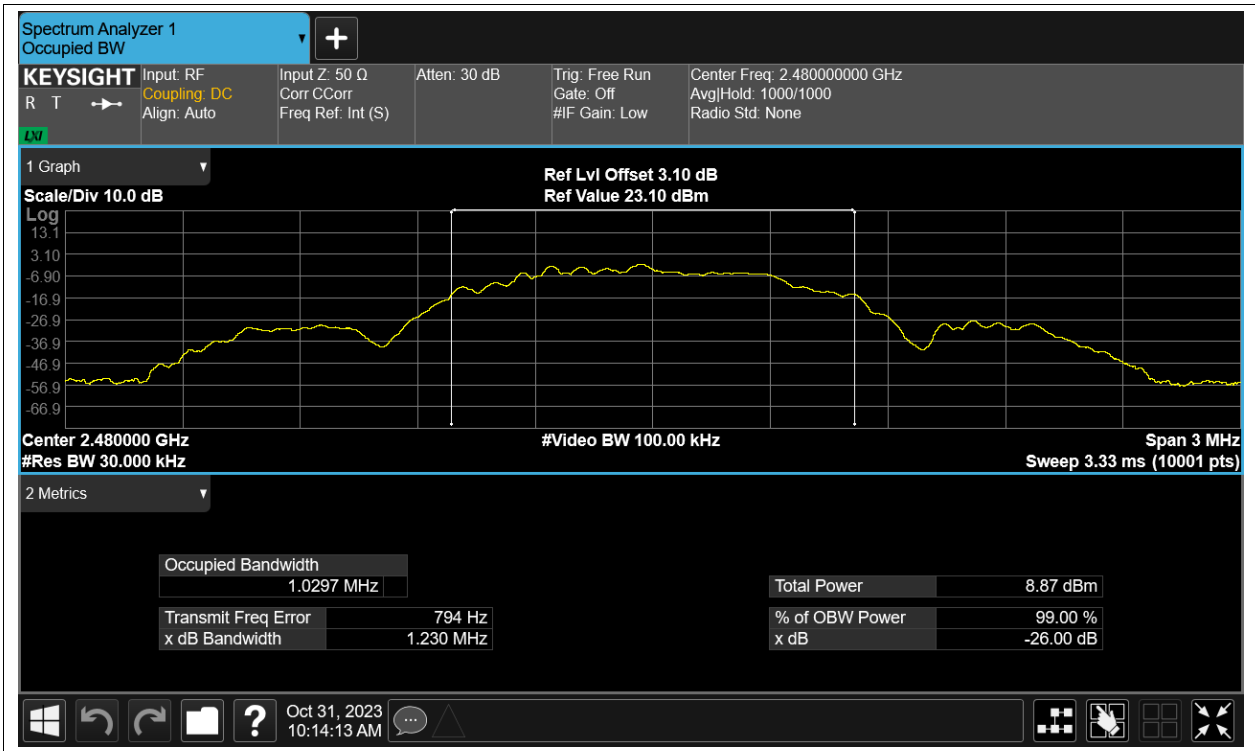 Spectrum Analyzer 1
Occupied BW
KEYSIGHT
R T
LXI
Input: RF
Coupling: DC
Align: Auto
Input Z: 50 Ω
Corr CCorr
Freq Ref: Int (S)
Atten: 30 dB
Trig: Free Run
Gate: Off
#IF Gain: Low
Center Freq: 2.480000000 GHz
Avg|Hold: 1000/1000
Radio Std: None
1 Graph
Scale/Div 10.0 dB
Ref Lvl Offset 3.10 dB
Ref Value 23.10 dBm
Log
13.1
3.10
-6.90
-16.9
-26.9
-36.9
-46.9
-56.9
-66.9
Center 2.480000 GHz
#Res BW 30.000 kHz
#Video BW 100.00 kHz
Span 3 MHz
Sweep 3.33 ms (10001 pts)
2 Metrics
Occupied Bandwidth
1.0297 MHz
Transmit Freq Error 794 Hz
x dB Bandwidth 1.230 MHz
Total Power 8.87 dBm
% of OBW Power 99.00 %
x dB -26.00 dB
?
Oct 31, 2023
10:14:13 AM